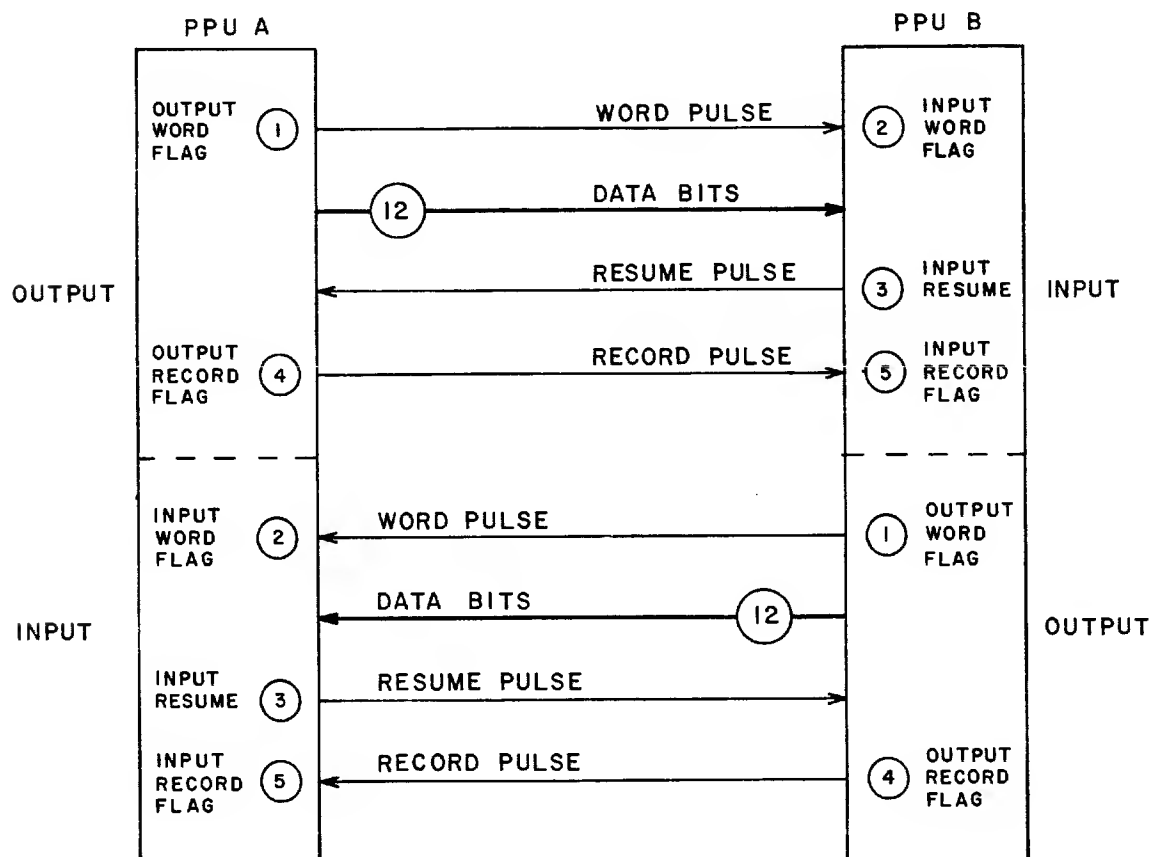 PPU A
PPU B
OUTPUT
WORD
FLAG
1
WORD PULSE
2
INPUT
WORD
FLAG
12
DATA BITS
OUTPUT
RESUME PULSE
3
INPUT
RESUME
INPUT
OUTPUT
RECORD
FLAG
4
RECORD PULSE
5
INPUT
RECORD
FLAG
INPUT
WORD
FLAG
2
WORD PULSE
1
OUTPUT
WORD
FLAG
INPUT
DATA BITS
12
OUTPUT
INPUT
RESUME
3
RESUME PULSE
INPUT
RECORD
FLAG
5
RECORD PULSE
4
OUTPUT
RECORD
FLAG